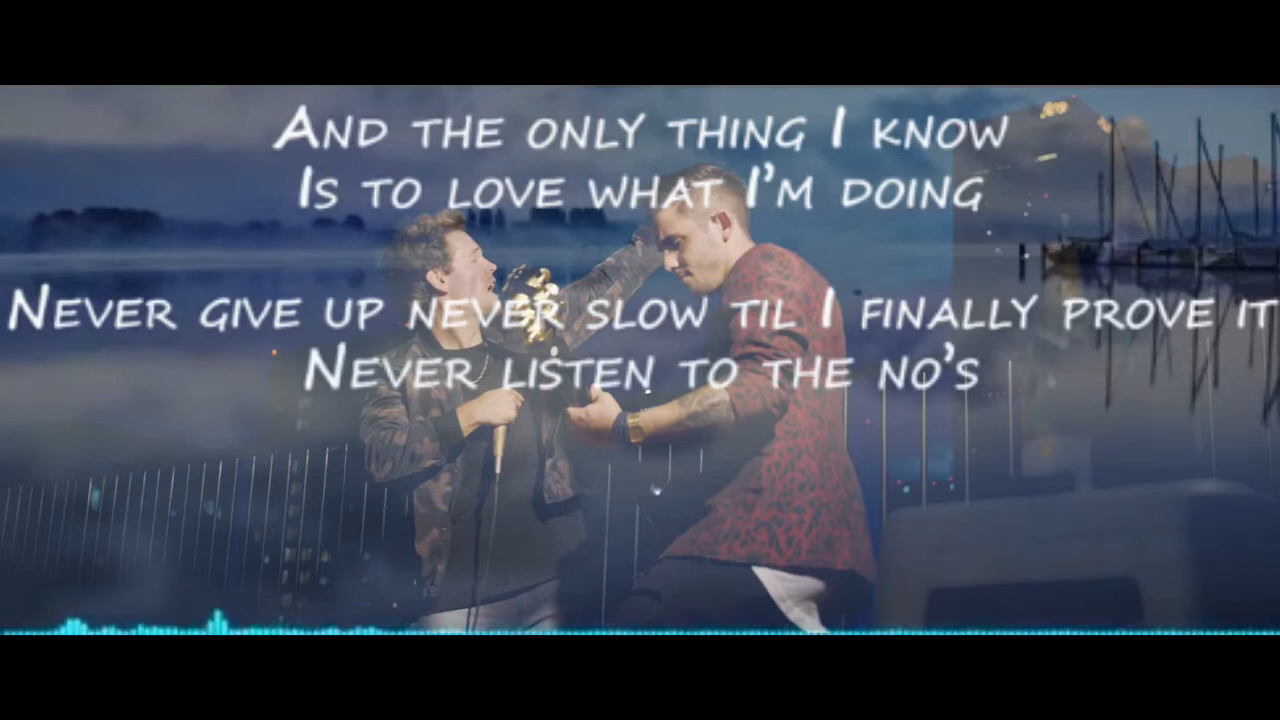 And the only thing I know
Is to love what I'm doing
Never give up never slow til I finally prove it
Never listen to the no's